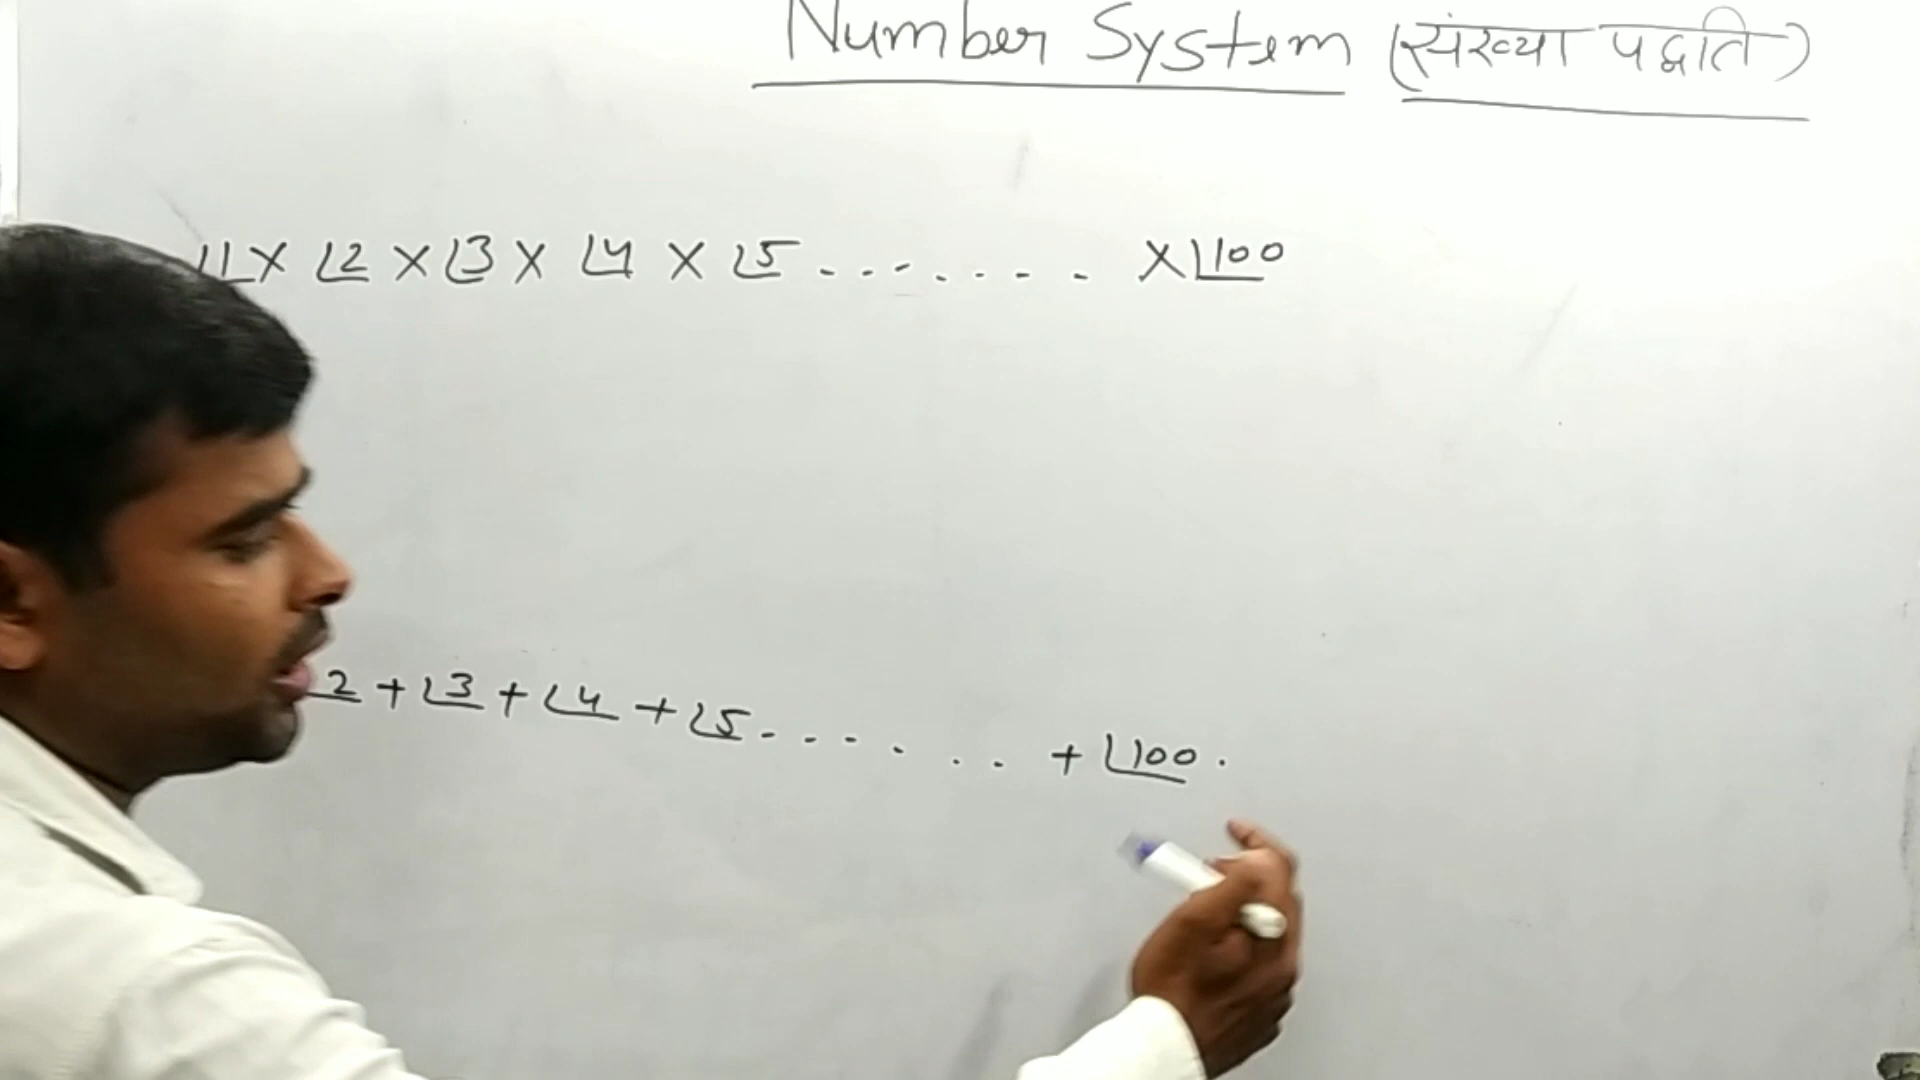 Number System (संख्या पद्धति)
∟1 × ∟2 × ∟3 × ∟4 × ∟5 . . . . . . . × ∟100
∟2 + ∟3 + ∟4 + ∟5 . . . . . . + ∟100 .